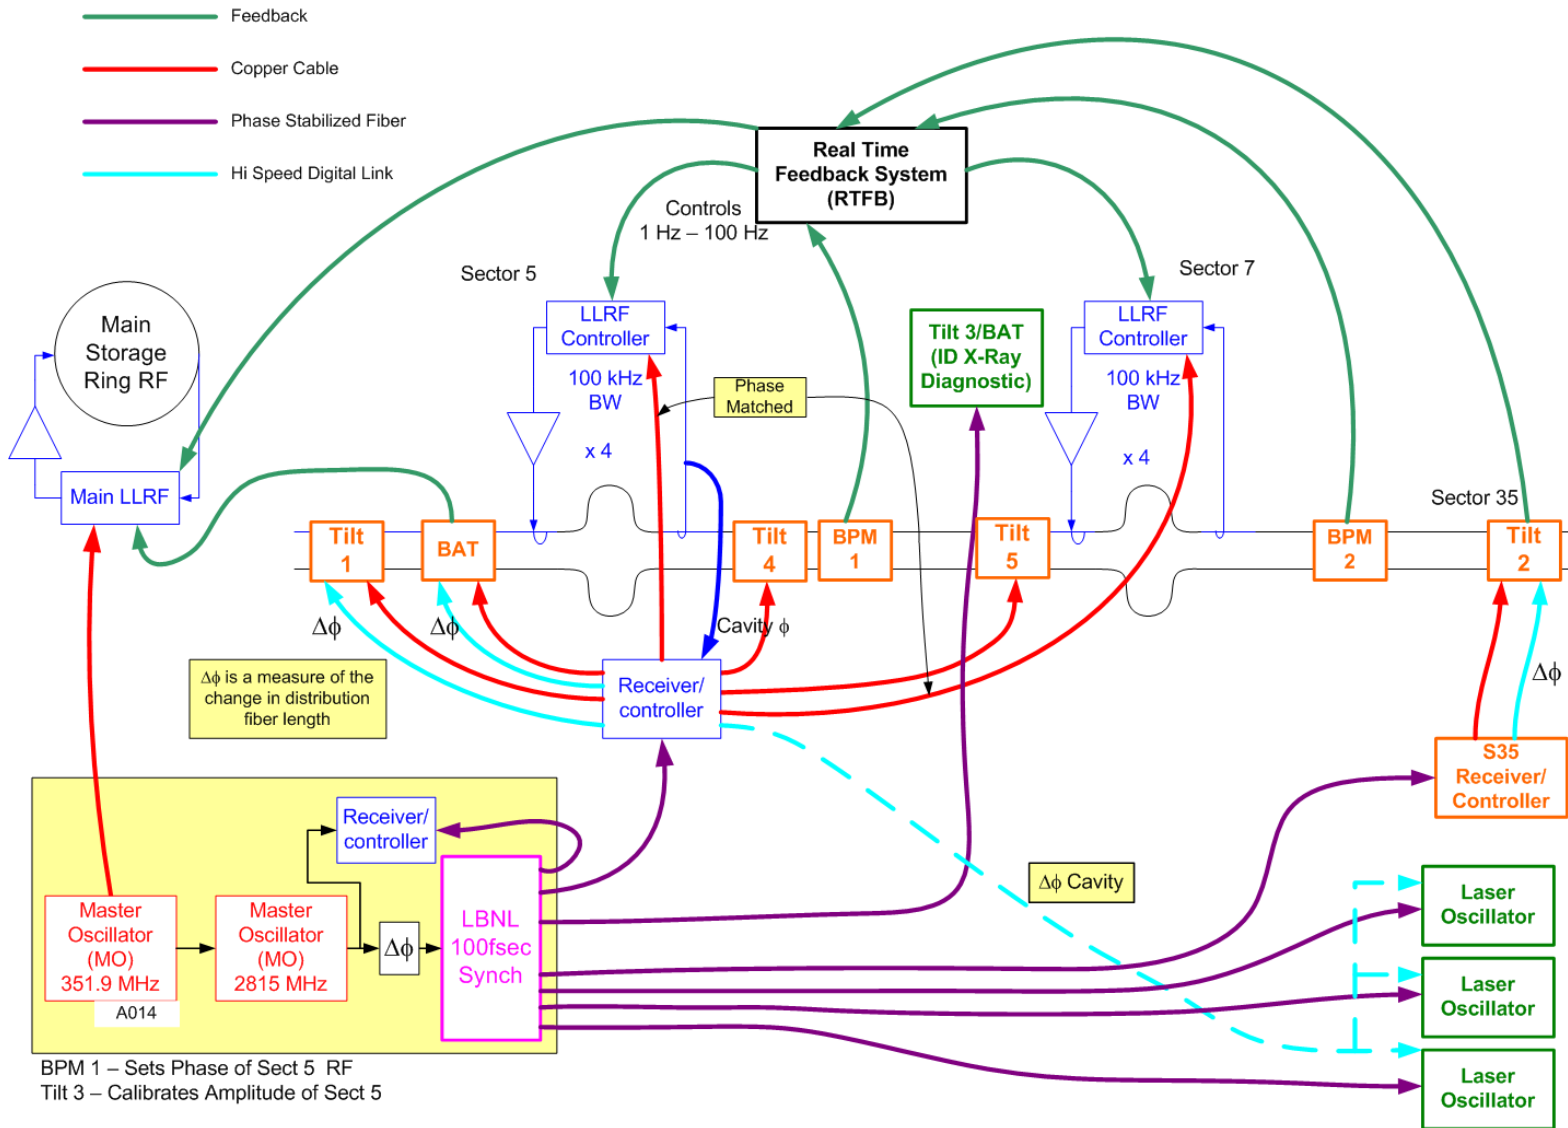 Feedback
Copper Cable
Phase Stabilized Fiber
Hi Speed Digital Link
Real Time
Feedback System
(RTFB)
Controls
1 Hz – 100 Hz
Sector 5
Sector 7
Main
Storage
Ring RF
LLRF
Controller
100 kHz
BW
x 4
Phase
Matched
Tilt 3/BAT
(ID X-Ray
Diagnostic)
LLRF
Controller
100 kHz
BW
x 4
Main LLRF
Sector 35
Tilt
1
BAT
Tilt
4
BPM
1
Tilt
5
BPM
2
Tilt
2
Δϕ
Δϕ
Cavity ϕ
Δϕ is a measure of the
change in distribution
fiber length
Receiver/
controller
Δϕ
S35
Receiver/
Controller
Receiver/
controller
Master
Oscillator
(MO)
351.9 MHz
A014
Master
Oscillator
(MO)
2815 MHz
Δϕ
LBNL
100fsec
Synch
Δϕ Cavity
Laser
Oscillator
Laser
Oscillator
Laser
Oscillator
BPM 1 – Sets Phase of Sect 5  RF
Tilt 3 – Calibrates Amplitude of Sect 5